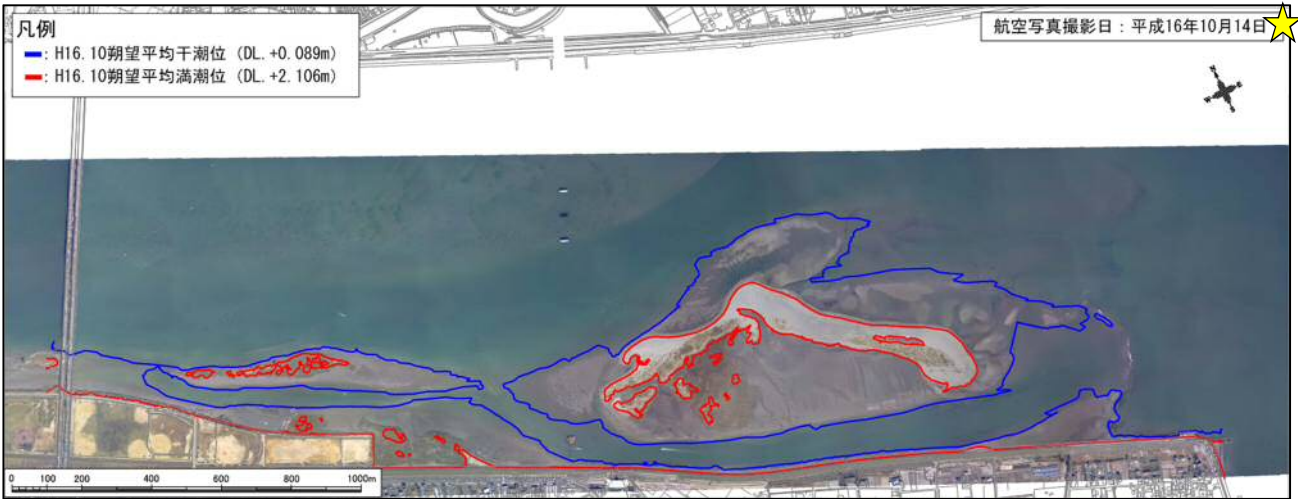 凡例
: H16.10朔望平均干潮位 (DL.+0.089m)
: H16.10朔望平均満潮位 (DL.+2.106m)
航空写真撮影日：平成16年10月14日
0 100 200 400 600 800 1000m